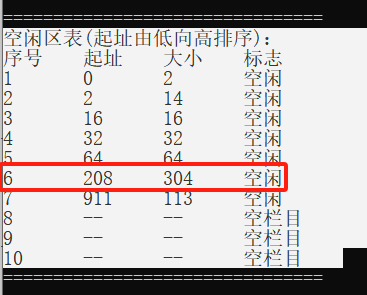 ===================================
空闲区表(起址由低向高排序):
序号 起址 大小 标志
1 0 2 空闲
2 2 14 空闲
3 16 16 空闲
4 32 32 空闲
5 64 64 空闲
6 208 304 空闲
7 911 113 空闲
8 -- -- 空栏目
9 -- -- 空栏目
10 -- -- 空栏目
===================================